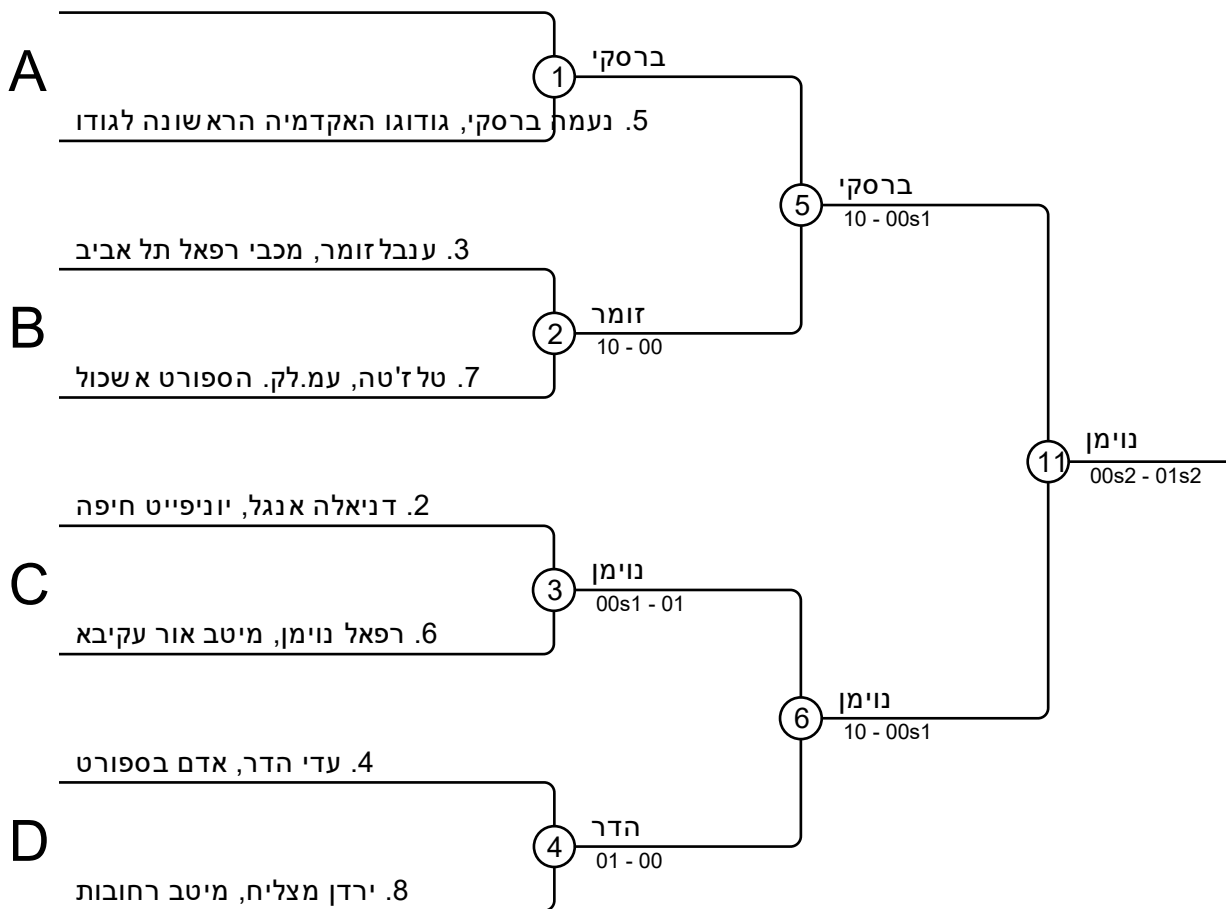 A
1
ברסקי
5. נעמה ברסקי, גודוגו האקדמיה הראשונה לגודו
5
ברסקי
10 - 00s1
3. ענבל זומר, מכבי רפאל תל אביב
B
2
זומר
10 - 00
7. טל ז'טה, עמ.לק. הספורט אשכול
11
נוימן
00s2 - 01s2
2. דניאלה אנגל, יוניפייט חיפה
C
3
נוימן
00s1 - 01
6. רפאל נוימן, מיטב אור עקיבא
6
נוימן
10 - 00s1
4. עדי הדר, אדם בספורט
D
4
הדר
01 - 00
8. ירדן מצליח, מיטב רחובות